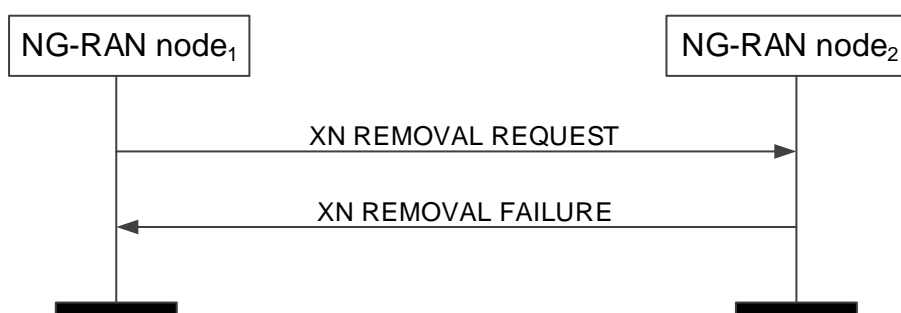 NG-RAN node₁
NG-RAN node₂
XN REMOVAL REQUEST
XN REMOVAL FAILURE